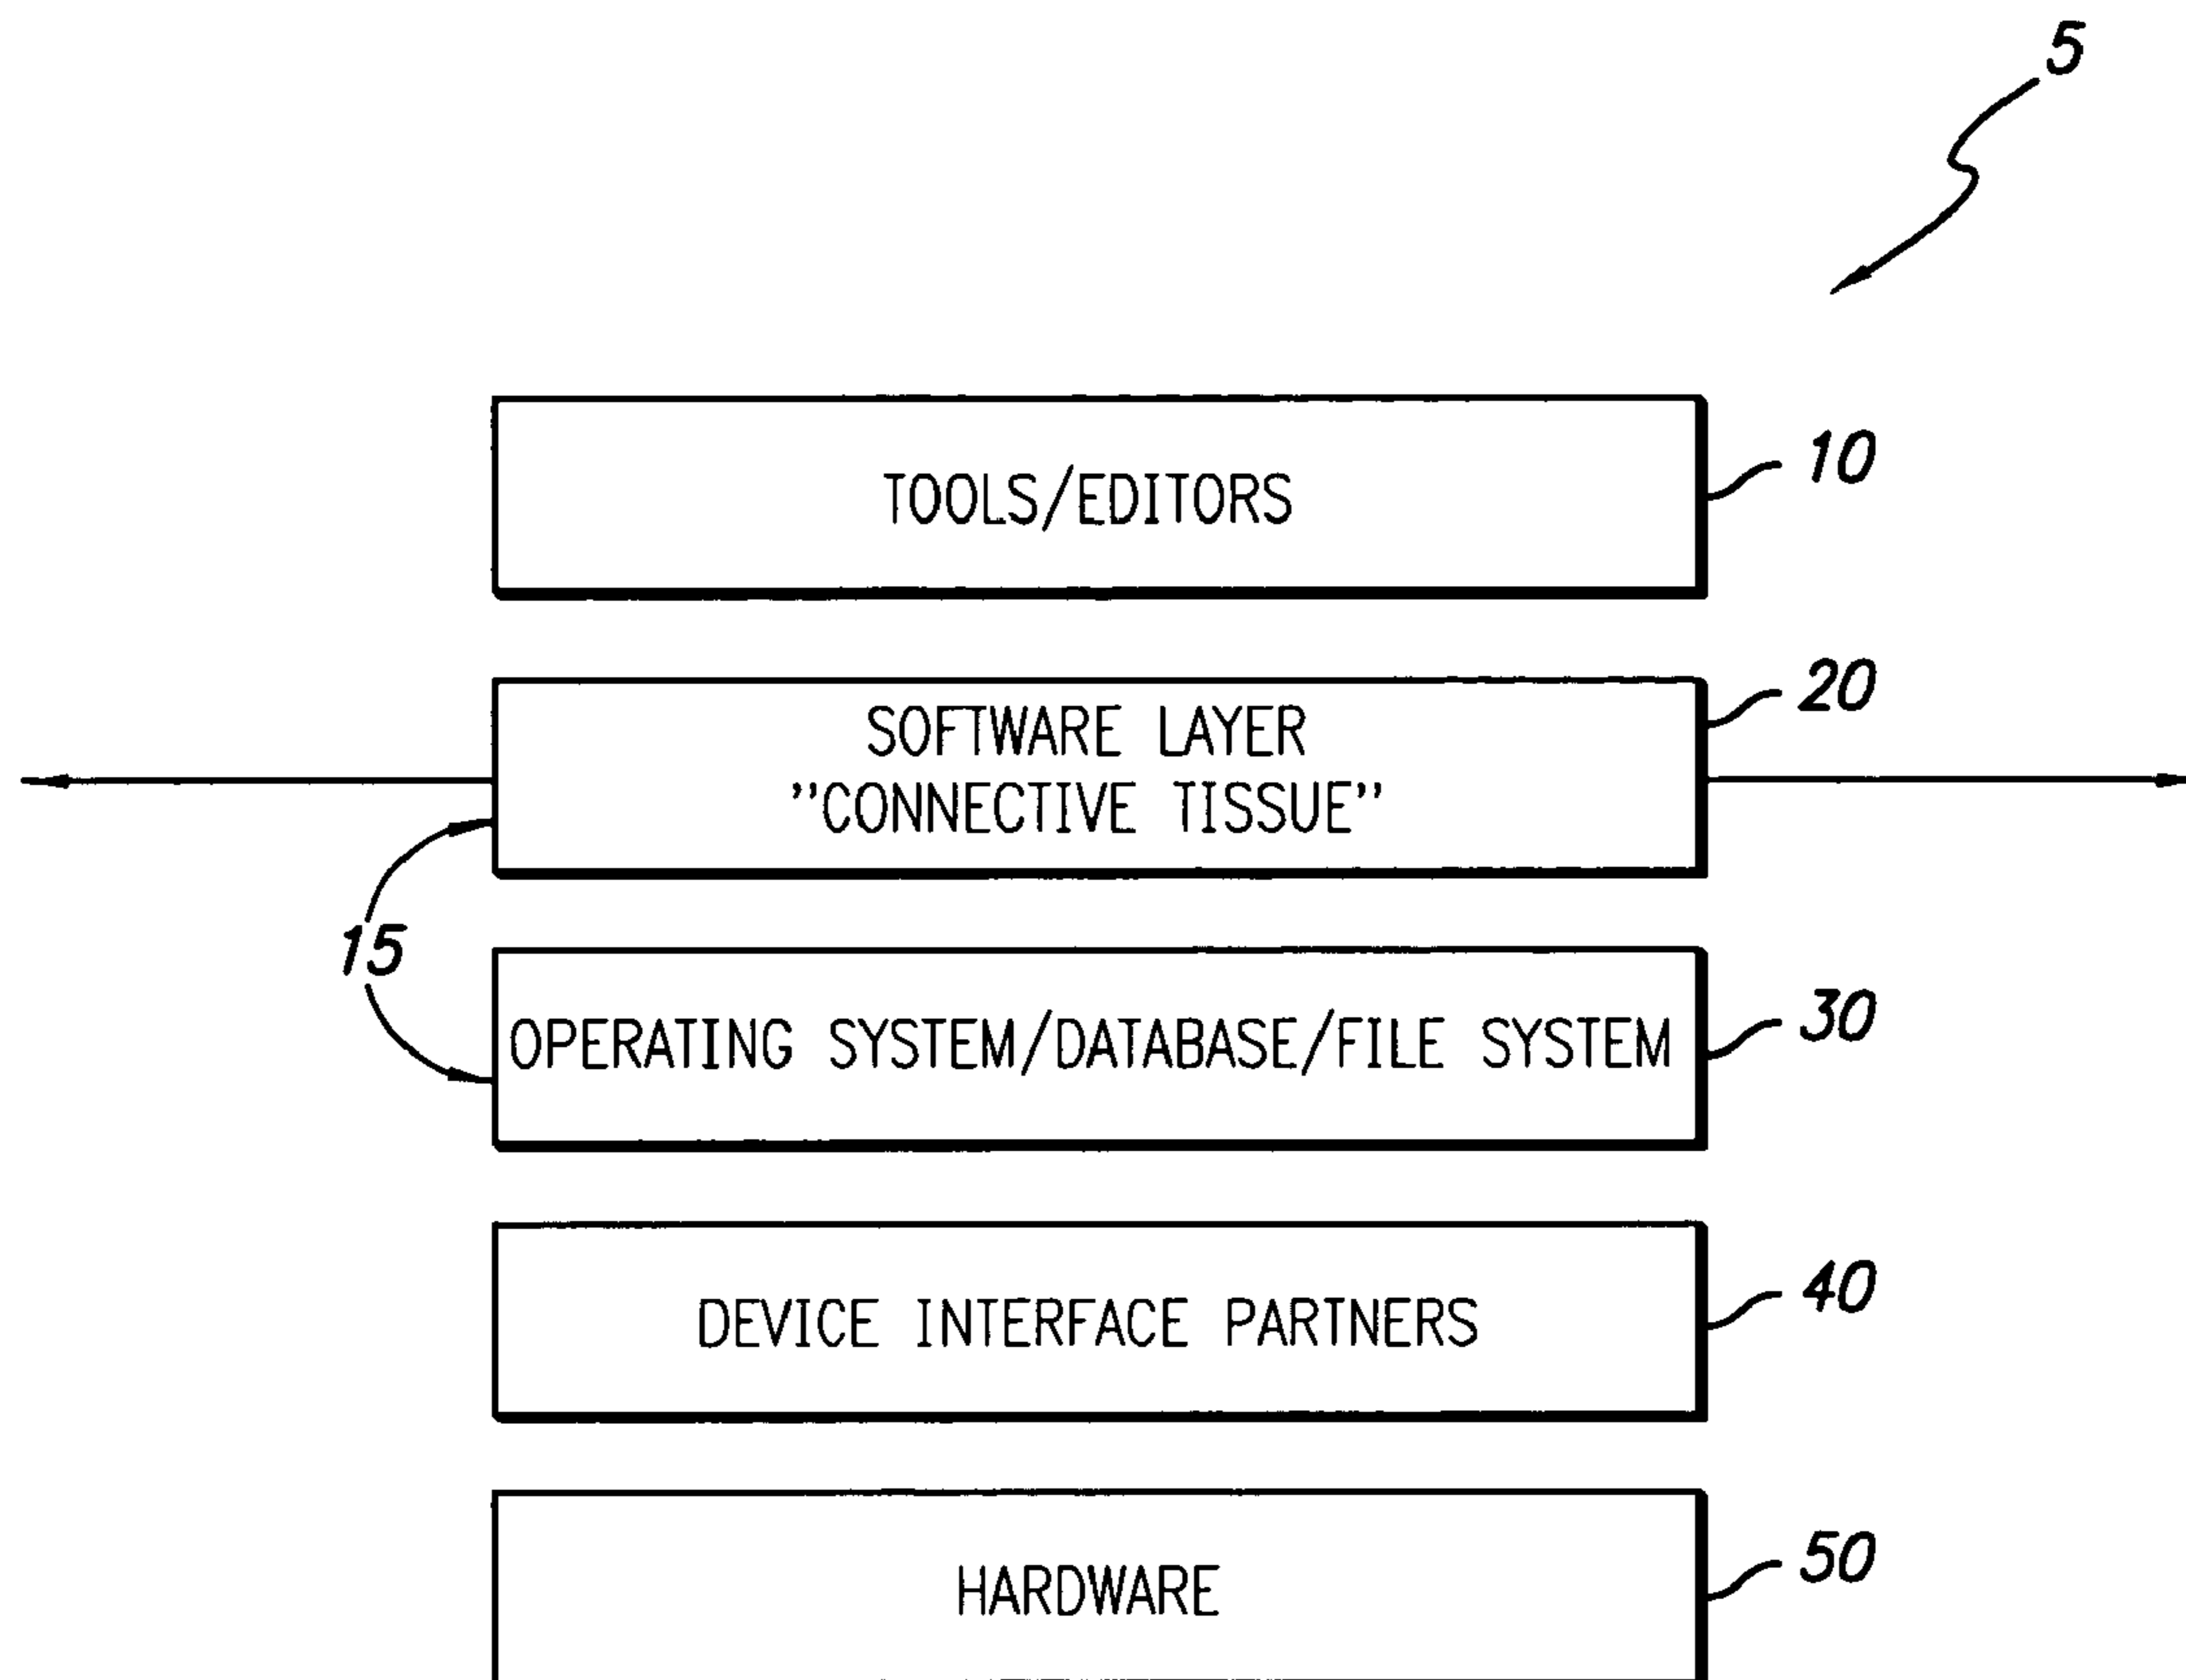 5
TOOLS/EDITORS
10
SOFTWARE LAYER
"CONNECTIVE TISSUE"
20
15
OPERATING SYSTEM/DATABASE/FILE SYSTEM
30
DEVICE INTERFACE PARTNERS
40
HARDWARE
50